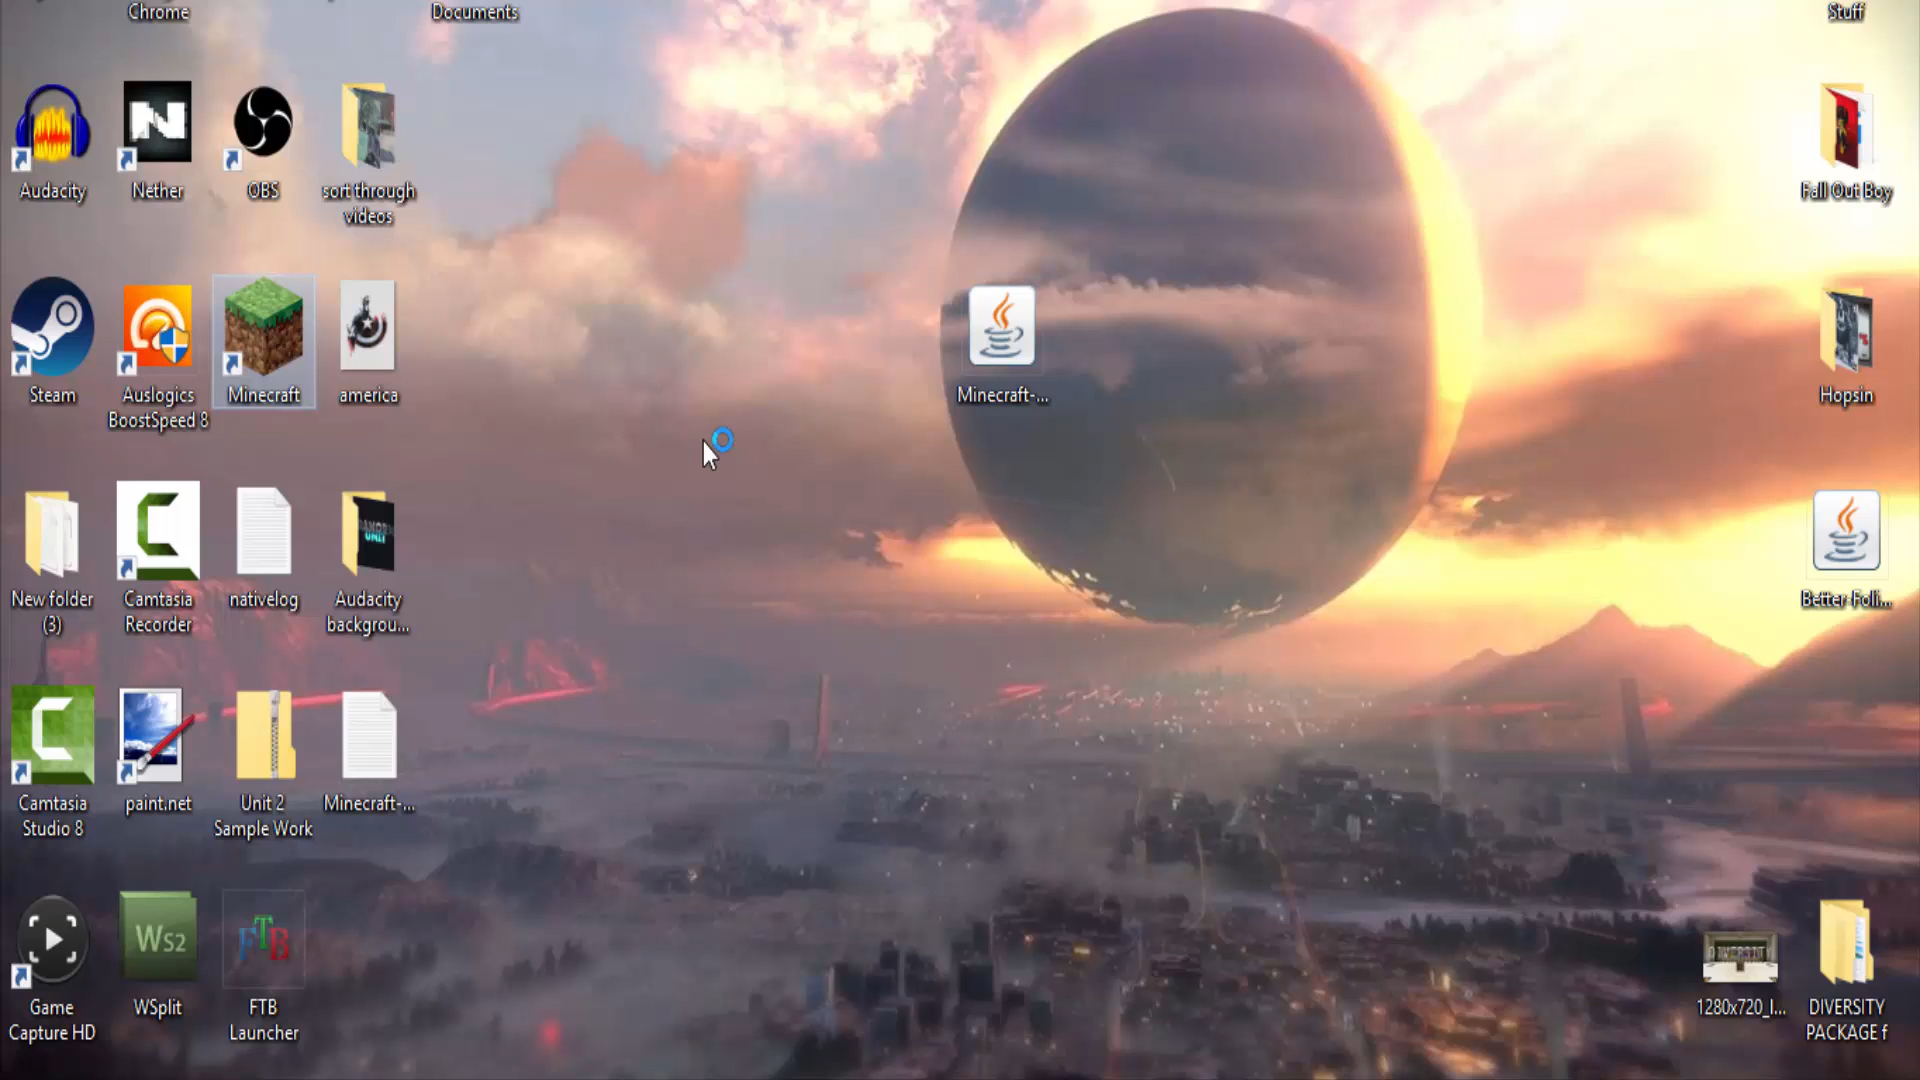 Chrome
Documents
Stuff
Audacity
Nether
OBS
sort through
videos
Fall Out Boy
Steam
Auslogics
BoostSpeed 8
Minecraft
america
Minecraft-...
Hopsin
New folder
(3)
Camtasia
Recorder
nativelog
Audacity
backgrou...
Better-Foli...
Camtasia
Studio 8
paint.net
Unit 2
Sample Work
Minecraft-...
Ws2
FTB
Game
Capture HD
WSplit
FTB
Launcher
1280x720_l...
DIVERSITY
PACKAGE f